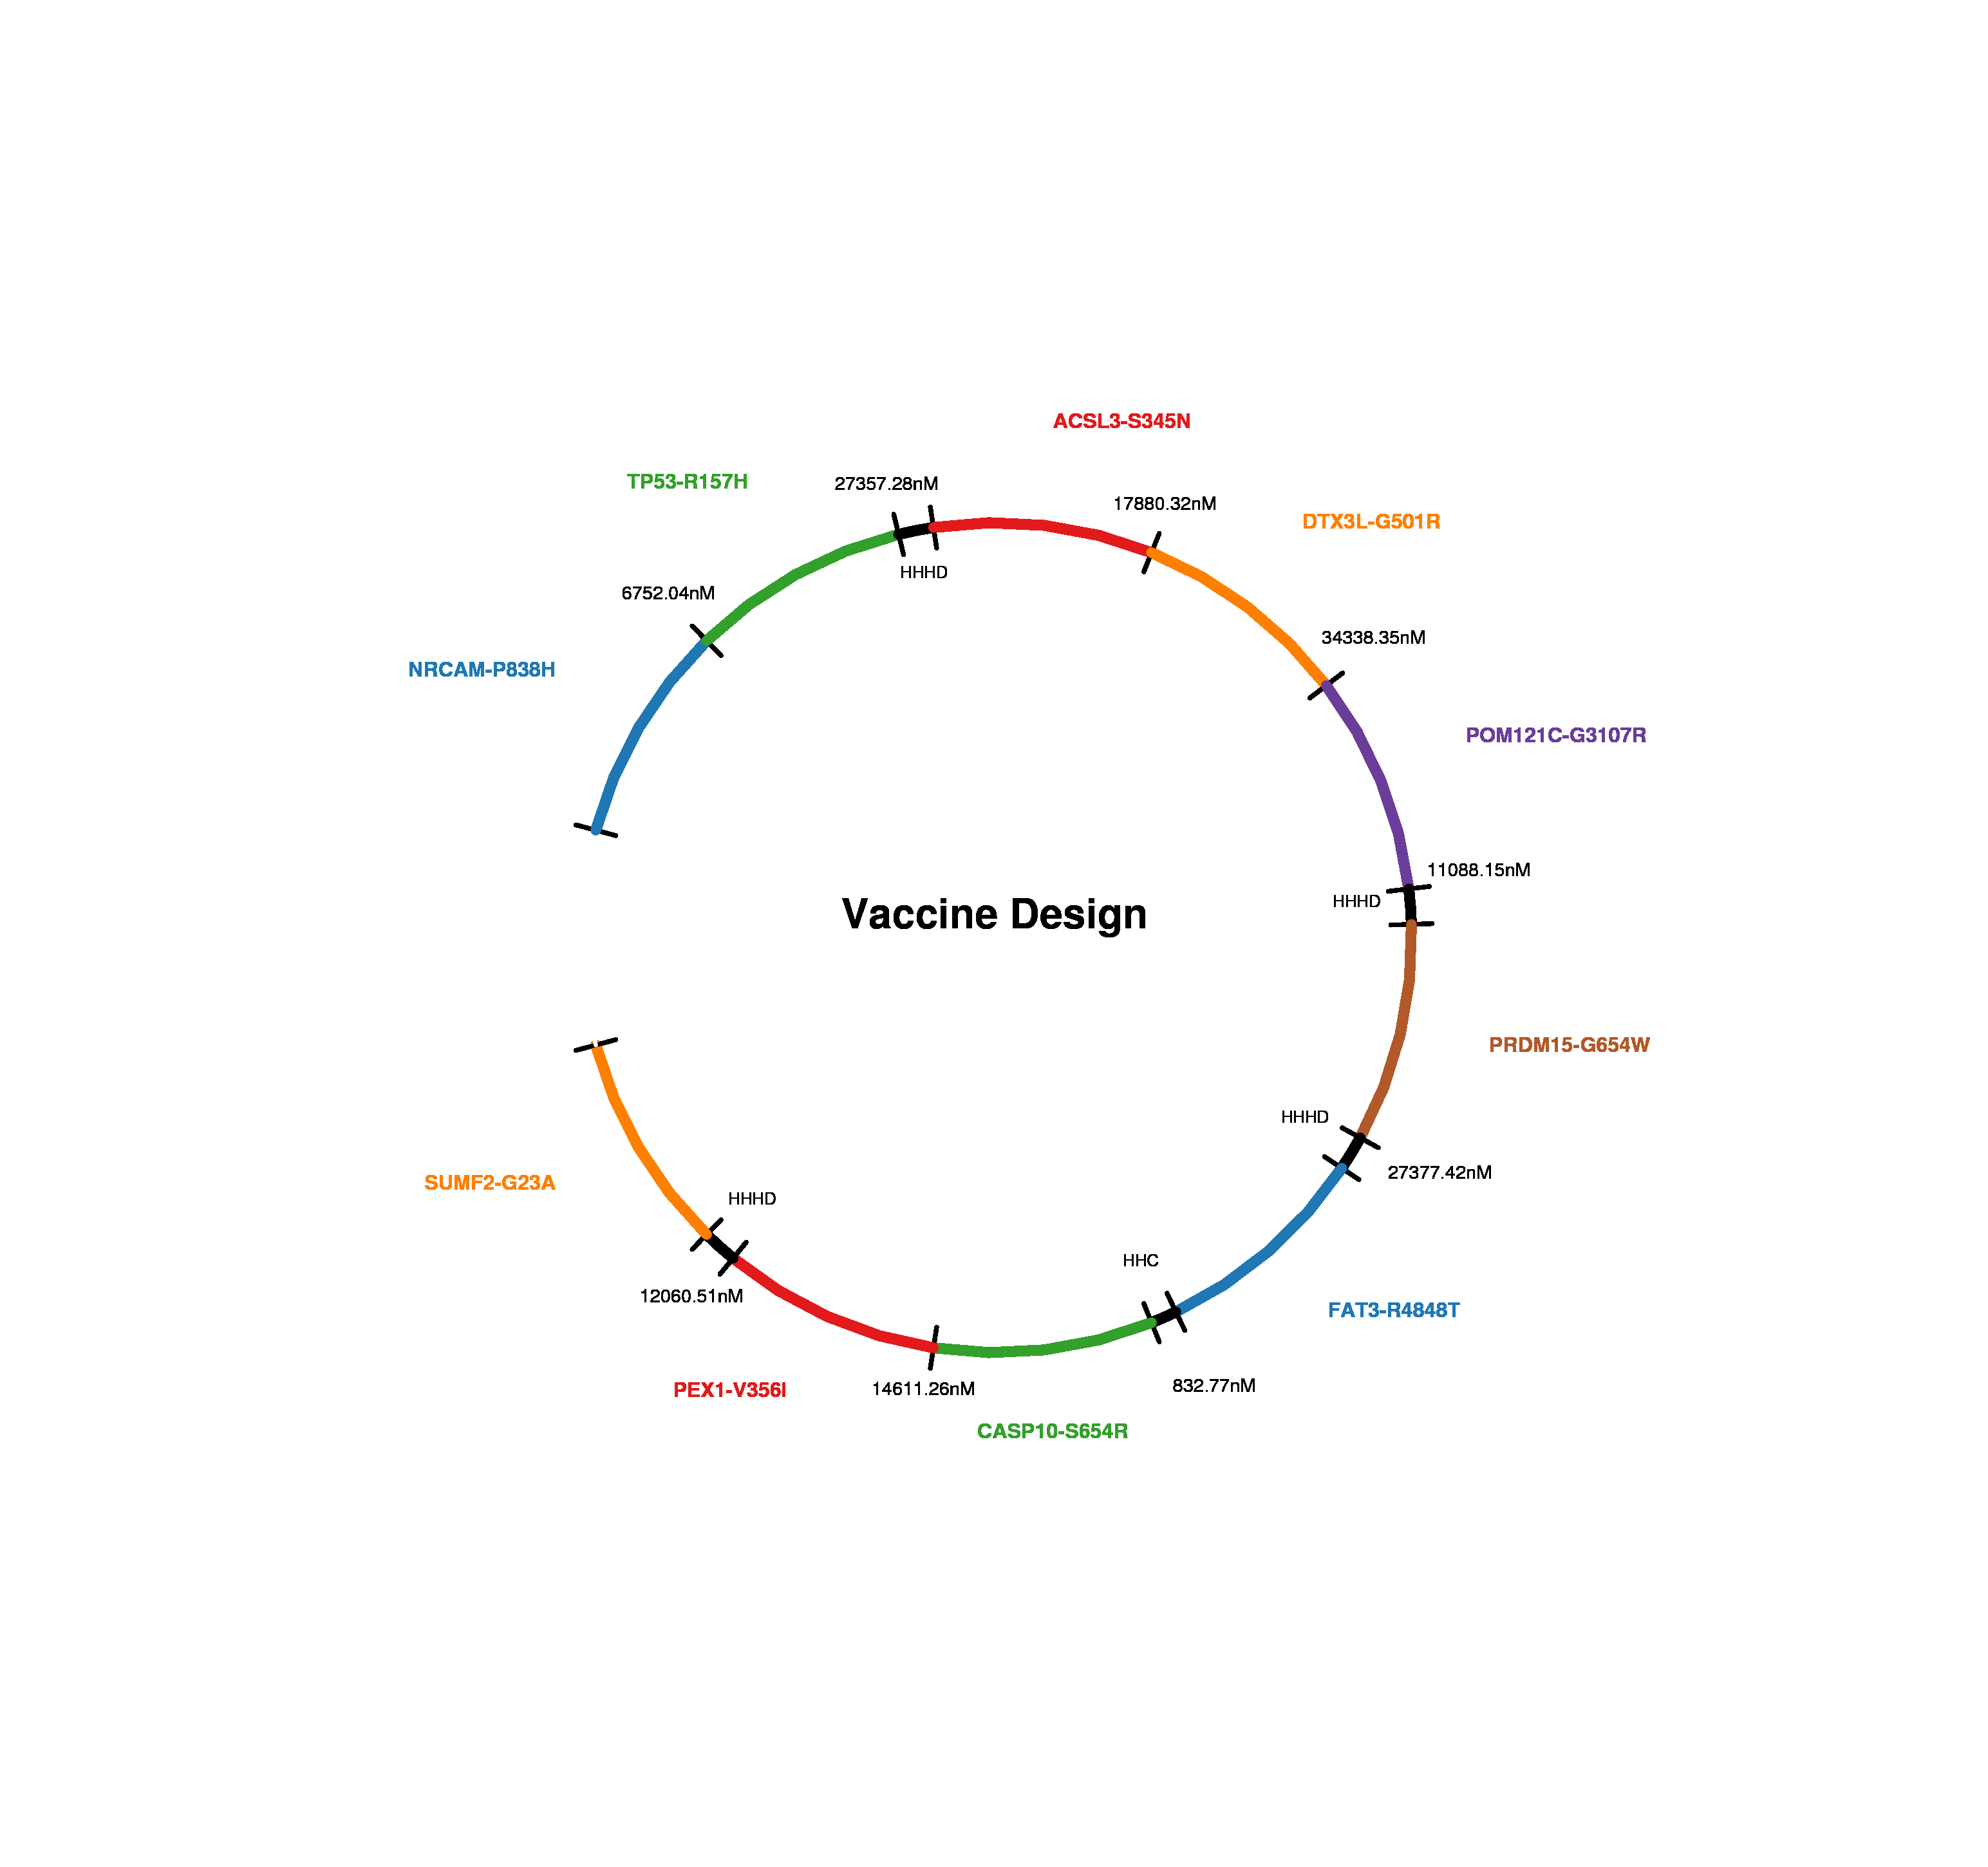 ACSL3-S345N
TP53-R157H
27357.28nM
17880.32nM
DTX3L-G501R
HHHD
6752.04nM
34338.35nM
NRCAM-P838H
POM121C-G3107R
11088.15nM
HHHD
Vaccine Design
PRDM15-G654W
HHHD
27377.42nM
SUMF2-G23A
HHHD
HHC
12060.51nM
FAT3-R4848T
832.77nM
14611.26nM
PEX1-V356I
CASP10-S654R